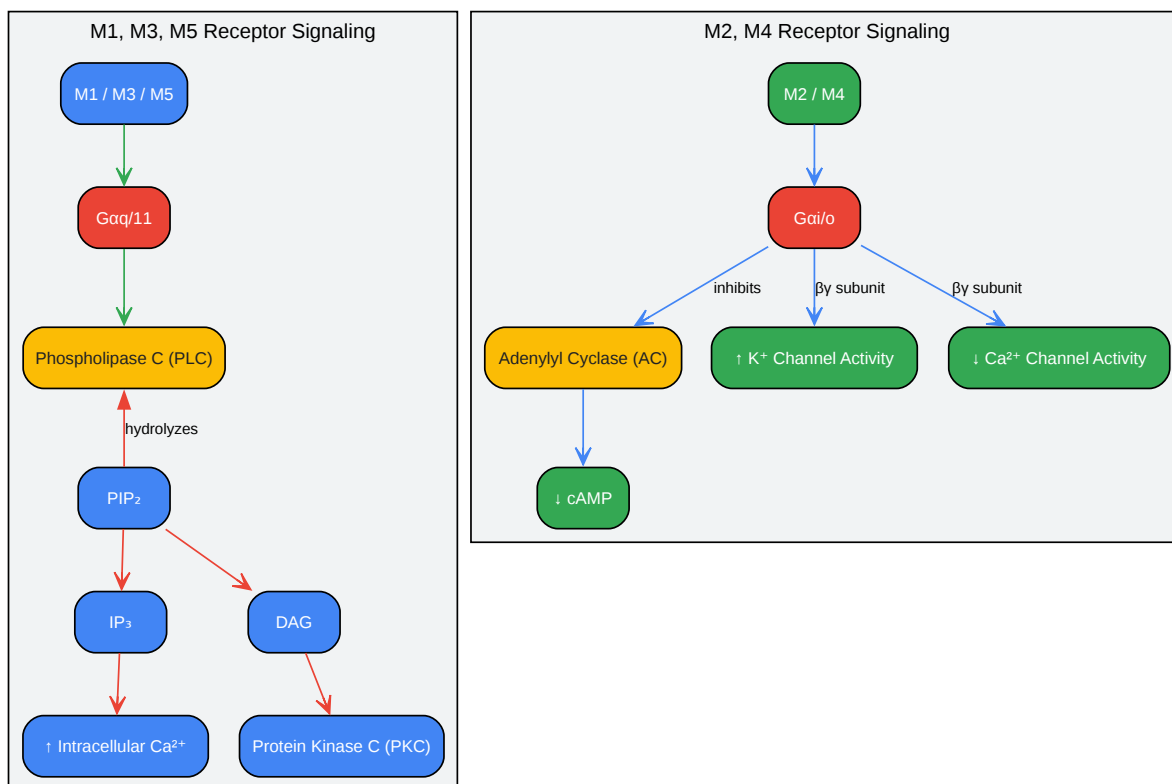 M1, M3, M5 Receptor Signaling
M1 / M3 / M5
Gαq/11
Phospholipase C (PLC)
hydrolyzes
PIP₂
IP₃
DAG
↑ Intracellular Ca²⁺
Protein Kinase C (PKC)
M2, M4 Receptor Signaling
M2 / M4
Gαi/o
inhibits
βγ subunit
βγ subunit
Adenylyl Cyclase (AC)
↑ K⁺ Channel Activity
↓ Ca²⁺ Channel Activity
↓ cAMP